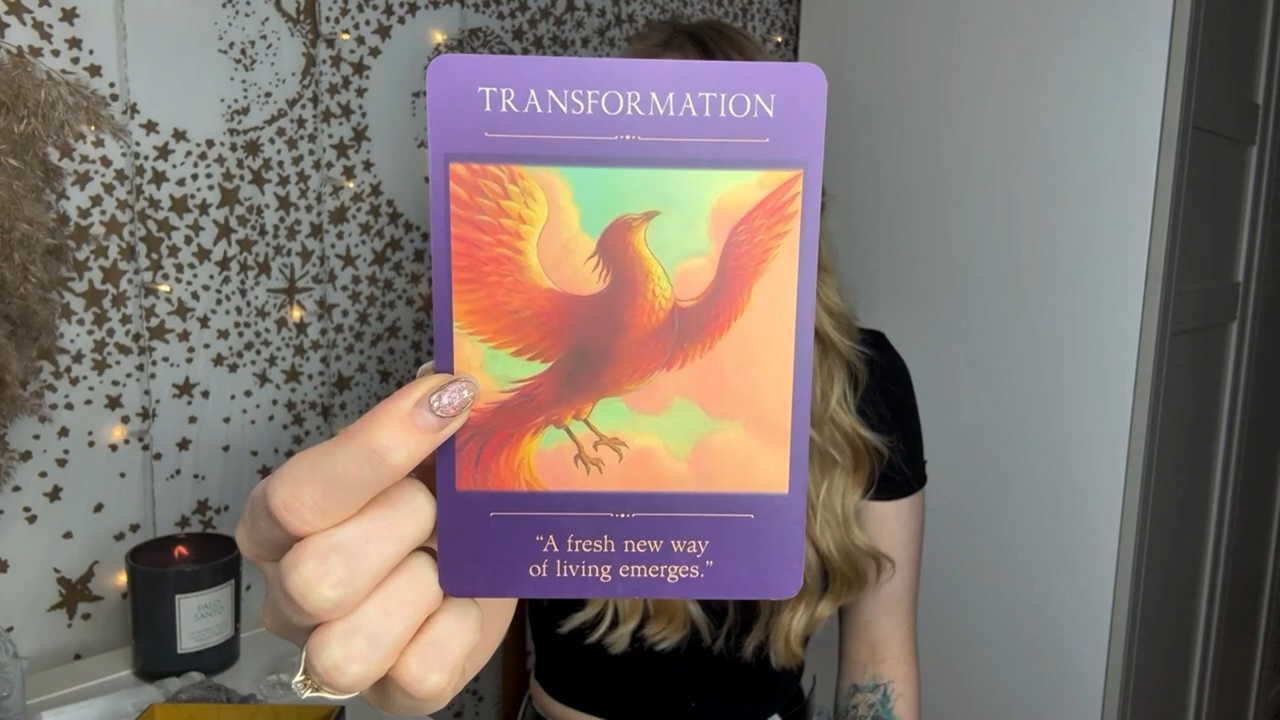 TRANSFORMATION
“A fresh new way
of living emerges.”
PALO
SANTO